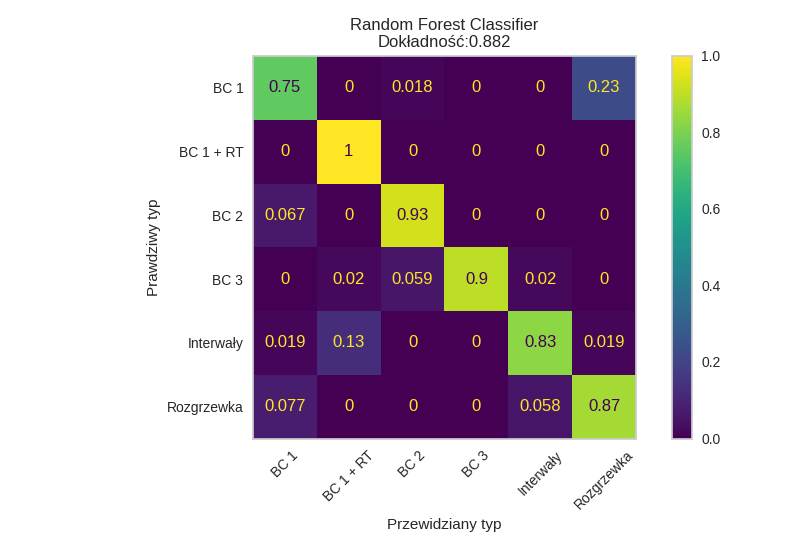 Random Forest Classifier
Dokładność:0.882
Prawdziwy typ
BC 1 0.75 0 0.018 0 0 0.23
BC 1 + RT 0 1 0 0 0 0
BC 2 0.067 0 0.93 0 0 0
BC 3 0 0.02 0.059 0.9 0.02 0
Interwały 0.019 0.13 0 0 0.83 0.019
Rozgrzewka 0.077 0 0 0 0.058 0.87
BC 1 BC 1 + RT BC 2 BC 3 Interwały Rozgrzewka
Przewidziany typ
1.0
0.8
0.6
0.4
0.2
0.0